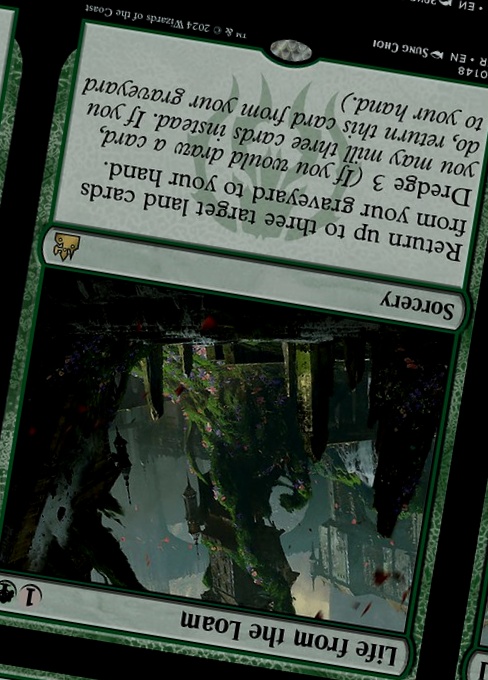 Life from the Loam
1
Sorcery
Return up to three target land cards
from your graveyard to your hand.
Dredge 3 (If you would draw a card,
you may mill three cards instead. If you
do, return this card from your graveyard
to your hand.)
0148
EN SUNG CHOI
™ & © 2024 Wizards of the Coast
EN